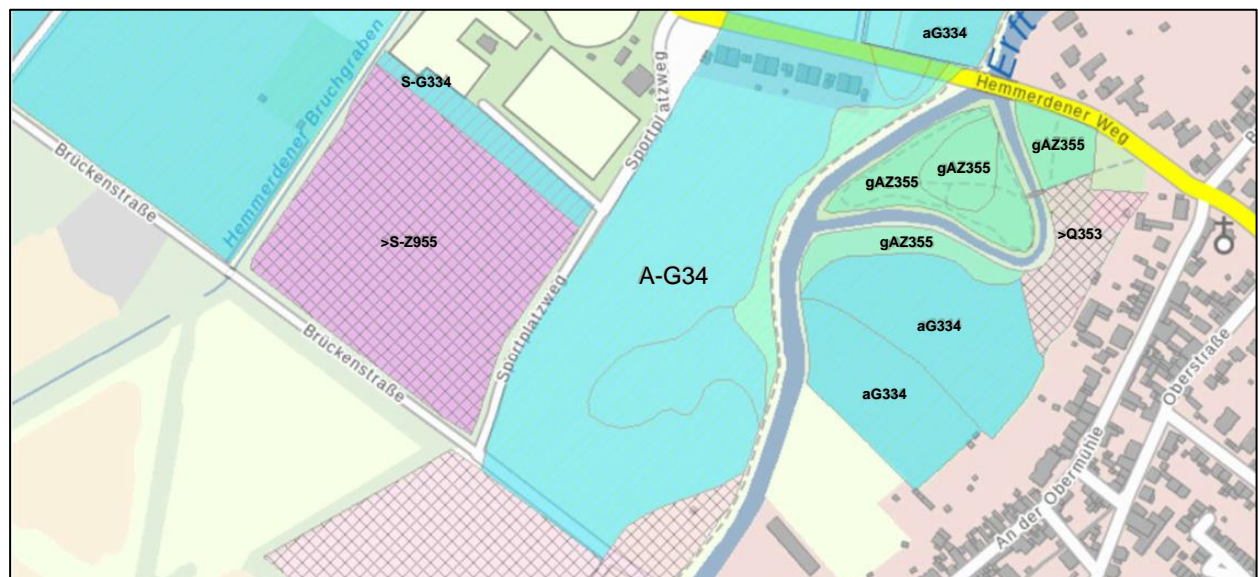 aG334
Erft
S-G334
Hemmerdener Bruchgraben
Sportplatzweg
Hemmerdener Weg
gAZ355
gAZ355
gAZ355
Brückenstraße
>S-Z955
gAZ355
>Q353
A-G34
aG334
Sportplatzweg
Brückenstraße
aG334
Oberstraße
An der Obermühle